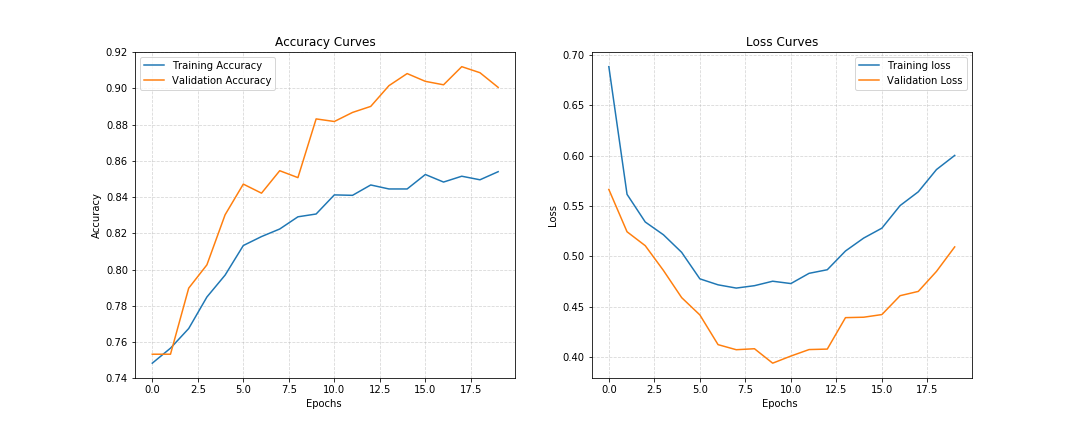 Accuracy Curves
Training Accuracy
Validation Accuracy
0.92
0.90
0.88
0.86
0.84
0.82
0.80
0.78
0.76
0.74
Accuracy
0.0 2.5 5.0 7.5 10.0 12.5 15.0 17.5
Epochs
Loss Curves
Training loss
Validation Loss
0.70
0.65
0.60
0.55
0.50
0.45
0.40
Loss
0.0 2.5 5.0 7.5 10.0 12.5 15.0 17.5
Epochs